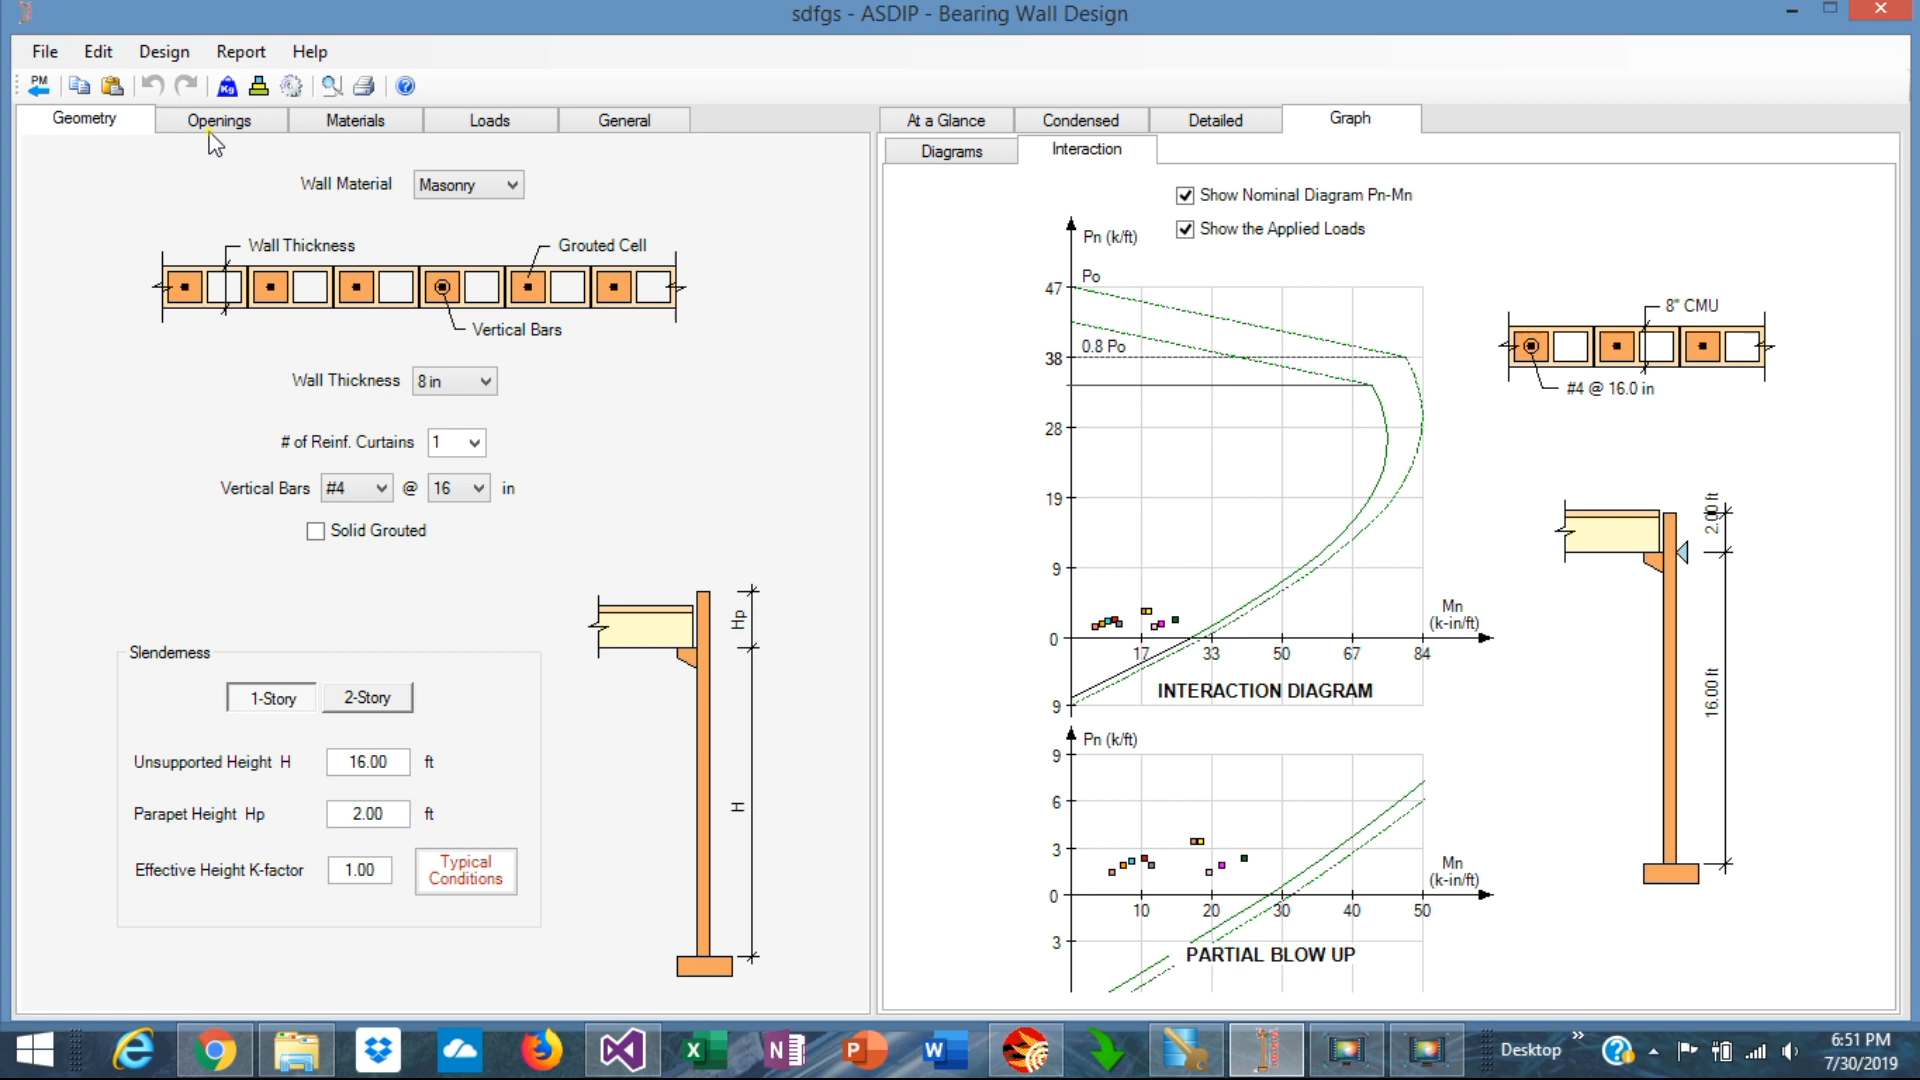 sdfgs - ASDIP - Bearing Wall Design
File Edit Design Report Help
PM
Kg
Geometry Openings Materials Loads General
Wall Material Masonry
Wall Thickness Grouted Cell
Vertical Bars
Wall Thickness 8 in
# of Reinf. Curtains 1
Vertical Bars #4 @ 16 in
Solid Grouted
Slenderness
1-Story 2-Story
Unsupported Height H 16.00 ft
Parapet Height Hp 2.00 ft
Effective Height K-factor 1.00
Typical
Conditions
Hp
H
At a Glance Condensed Detailed Graph
Diagrams Interaction
Show Nominal Diagram Pn-Mn
Show the Applied Loads
Pn (k/ft)
Po
47
0.8 Po
38
28
19
9
0
Mn
(k-in/ft)
17 33 50 67 84
INTERACTION DIAGRAM
9
Pn (k/ft)
9
6
3
Mn
(k-in/ft)
0
10 20 30 40 50
3
PARTIAL BLOW UP
8" CMU
#4 @ 16.0 in
2.00 ft
16.00 ft
Desktop
6:51 PM
7/30/2019